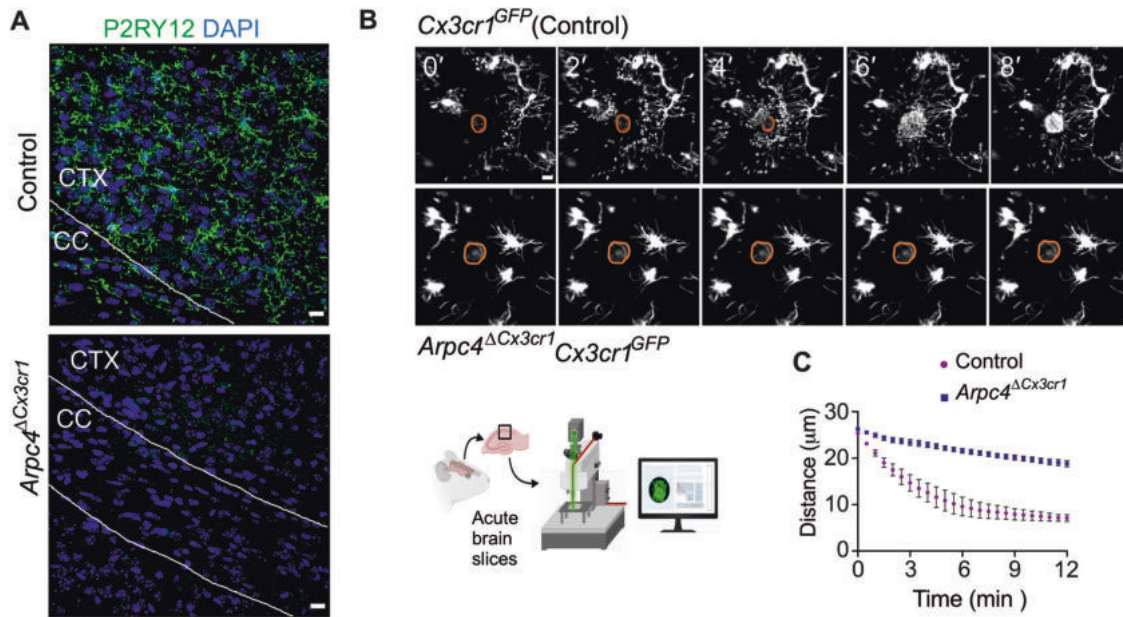 A
P2RY12 DAPI
Control
CTX
CC
Arpc4ΔCx3cr1
CTX
CC
B
Cx3cr1GFP(Control)
0′ 2′ 4′ 6′ 8′
Arpc4ΔCx3cr1Cx3cr1GFP
Acute
brain
slices
C
Control
Arpc4ΔCx3cr1
Distance (μm)
30
20
10
0
0 3 6 9 12
Time (min )